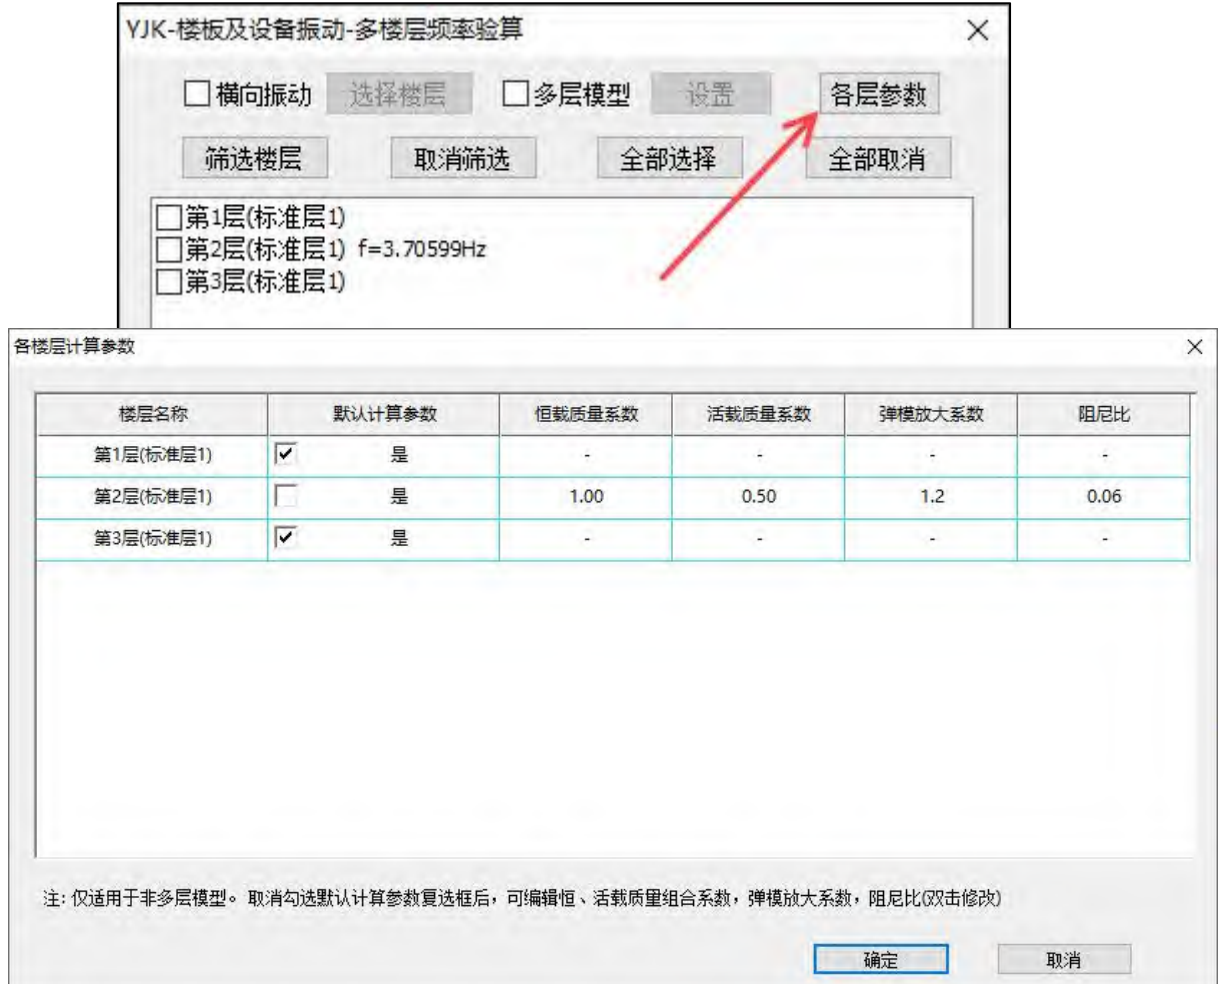 YJK-楼板及设备振动-多楼层频率验算
横向振动 选择楼层 多层模型 设置 各层参数
筛选楼层 取消筛选 全部选择 全部取消
第1层(标准层1)
第2层(标准层1) f=3.70599Hz
第3层(标准层1)
各楼层计算参数
楼层名称 默认计算参数 恒载质量系数 活载质量系数 弹模放大系数 阻尼比
第1层(标准层1) 是 - - - -
第2层(标准层1) 是 1.00 0.50 1.2 0.06
第3层(标准层1) 是 - - - -
注: 仅适用于非多层模型。取消勾选默认计算参数复选框后，可编辑恒、活载质量组合系数，弹模放大系数，阻尼比(双击修改)
确定 取消